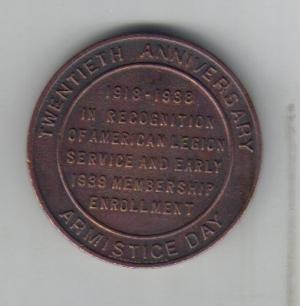 TWENTIETH ANNIVERSARY
1918-1938
IN RECOGNITION
OF AMERICAN LEGION
SERVICE AND EARLY
1939 MEMBERSHIP
ENROLLMENT
ARMISTICE DAY